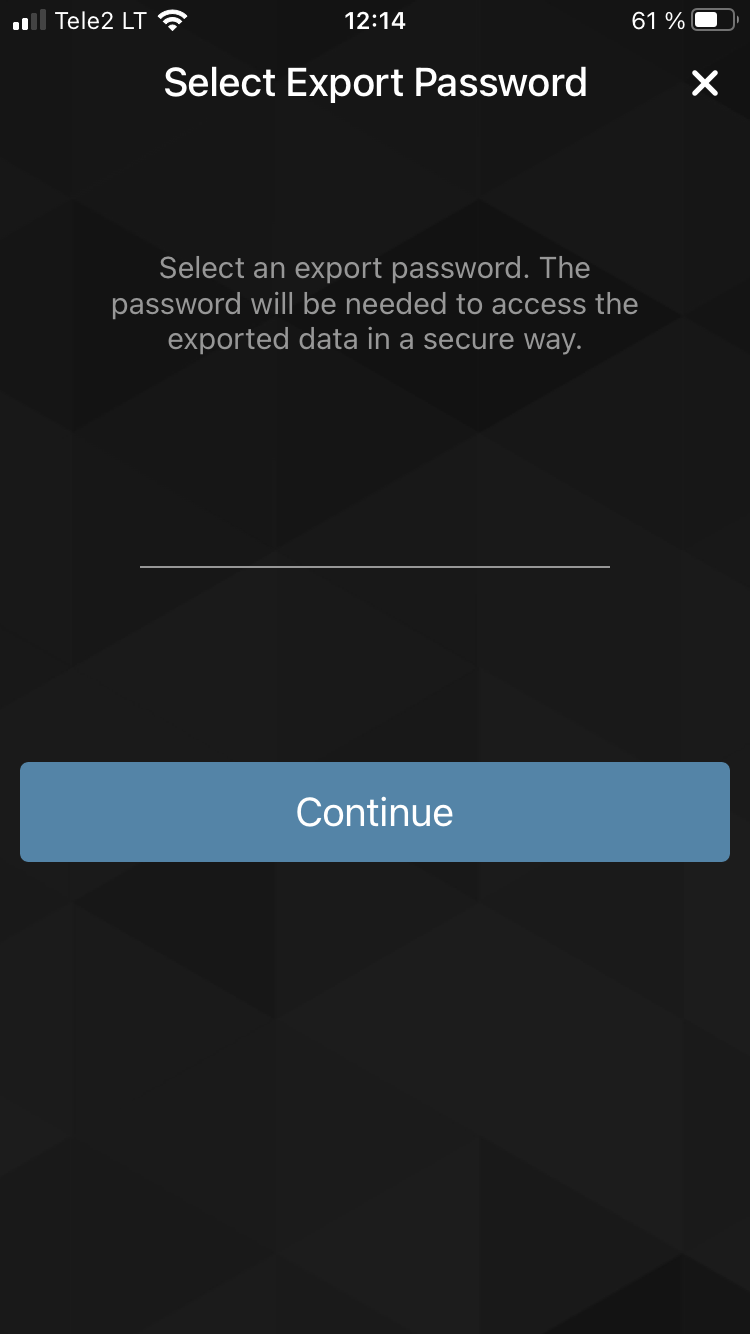 Tele2 LT 12:14 61 %
Select Export Password
Select an export password. The
password will be needed to access the
exported data in a secure way.
Continue